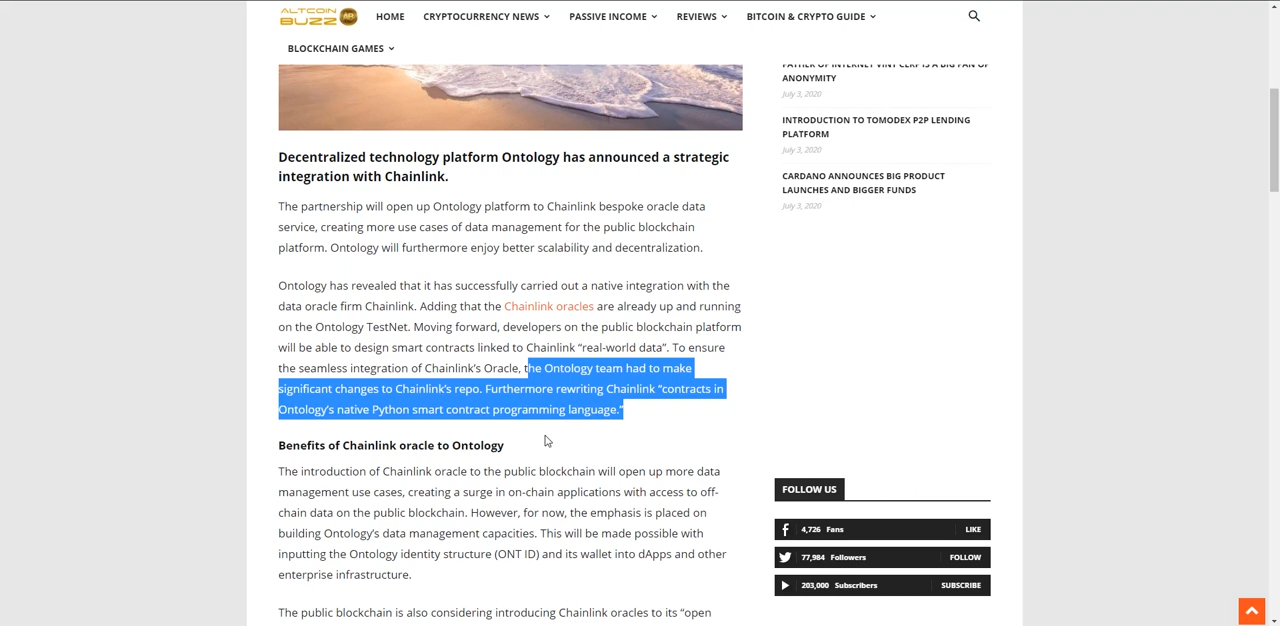 ALTCOIN
BUZZ
HOME
CRYPTOCURRENCY NEWS
PASSIVE INCOME
REVIEWS
BITCOIN & CRYPTO GUIDE
BLOCKCHAIN GAMES
Decentralized technology platform Ontology has announced a strategic
integration with Chainlink.
The partnership will open up Ontology platform to Chainlink bespoke oracle data
service, creating more use cases of data management for the public blockchain
platform. Ontology will furthermore enjoy better scalability and decentralization.
Ontology has revealed that it has successfully carried out a native integration with the
data oracle firm Chainlink. Adding that the Chainlink oracles are already up and running
on the Ontology TestNet. Moving forward, developers on the public blockchain platform
will be able to design smart contracts linked to Chainlink “real-world data”. To ensure
the seamless integration of Chainlink’s Oracle, the Ontology team had to make
significant changes to Chainlink’s repo. Furthermore rewriting Chainlink “contracts in
Ontology’s native Python smart contract programming language.”
Benefits of Chainlink oracle to Ontology
The introduction of Chainlink oracle to the public blockchain will open up more data
management use cases, creating a surge in on-chain applications with access to off-
chain data on the public blockchain. However, for now, the emphasis is placed on
building Ontology’s data management capacities. This will be made possible with
inputting the Ontology identity structure (ONT ID) and its wallet into dApps and other
enterprise infrastructure.
The public blockchain is also considering introducing Chainlink oracles to its “open
FATHER OF INTERNET VINT CERF IS A BIG FAN OF
ANONYMITY
July 3, 2020
INTRODUCTION TO TOMODEX P2P LENDING
PLATFORM
July 3, 2020
CARDANO ANNOUNCES BIG PRODUCT
LAUNCHES AND BIGGER FUNDS
July 3, 2020
FOLLOW US
4,726 Fans LIKE
77,984 Followers FOLLOW
203,000 Subscribers SUBSCRIBE